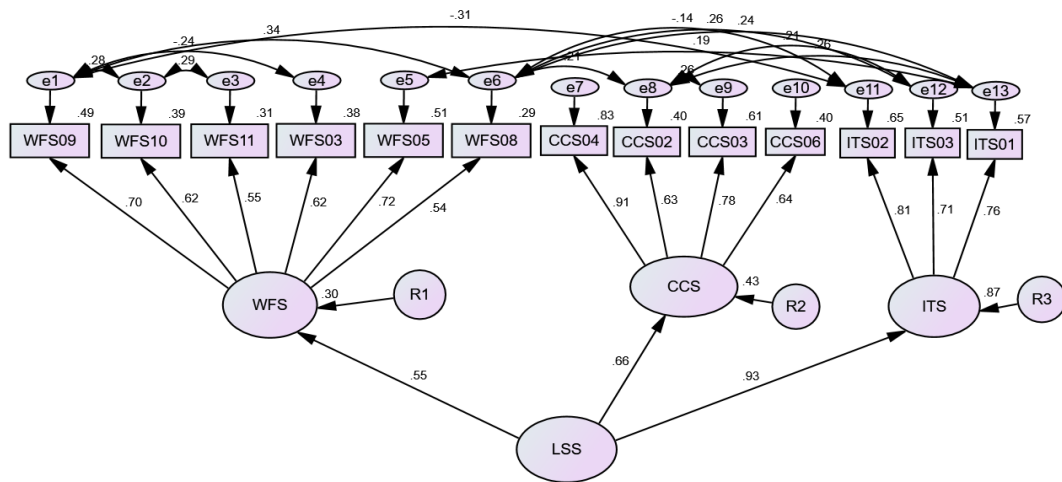 -.31
-.14 .26 .24
.34 .19 .21
-.24 .26
.28 .29 .21 .26
e1 e2 e3 e4 e5 e6 e7 e8 e9 e10 e11 e12 e13
.49 .39 .31 .38 .51 .29 .83 .40 .61 .40 .65 .51 .57
WFS09 WFS10 WFS11 WFS03 WFS05 WFS08 CCS04 CCS02 CCS03 CCS06 ITS02 ITS03 ITS01
.70 .62 .55 .62 .72 .54 .91 .63 .78 .64 .81 .71 .76
WFS .30 R1 CCS .43 R2 ITS .87 R3
.55 .66 .93
LSS